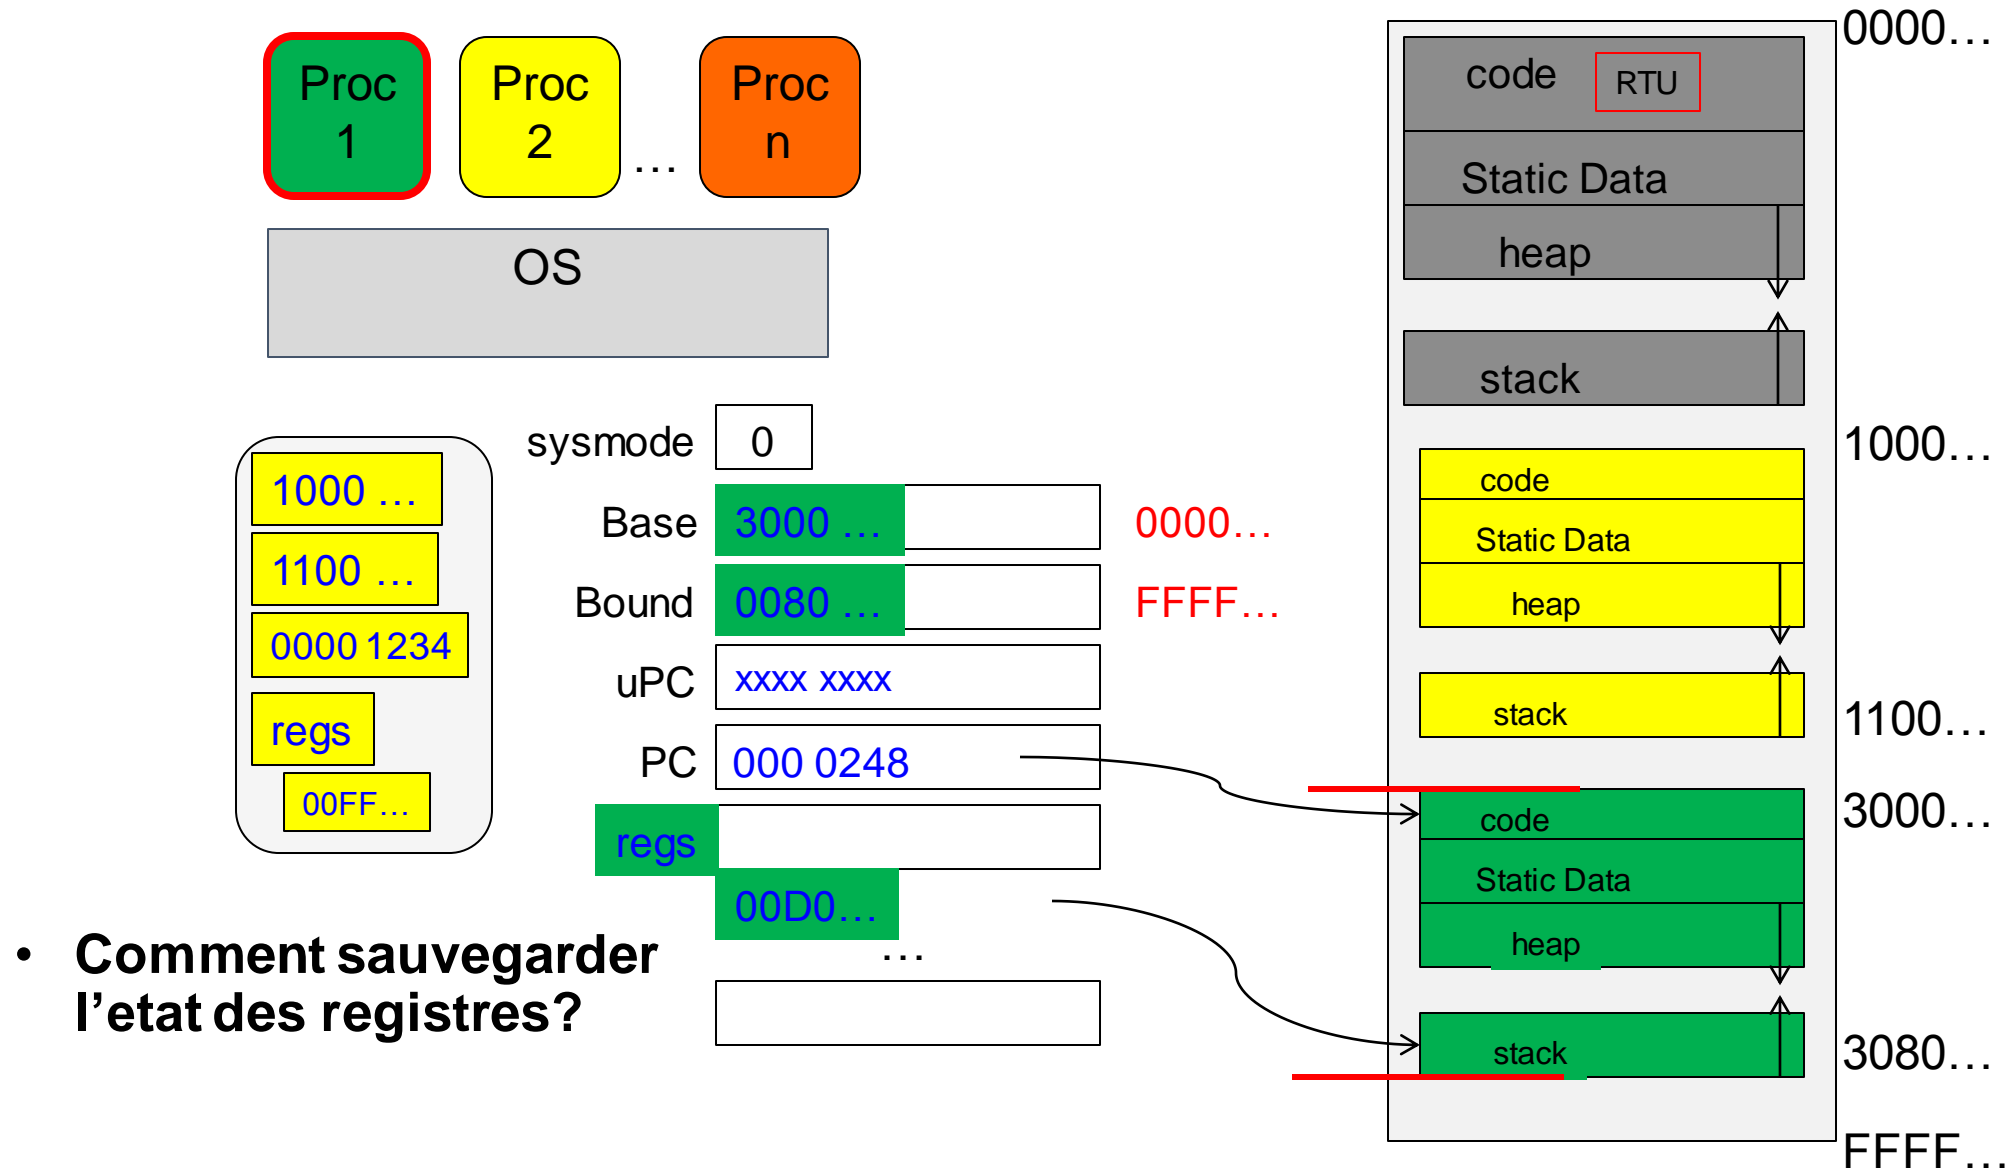 Proc
1
Proc
2
…
Proc
n
OS
sysmode
0
Base
3000 …
0000…
Bound
0080 …
FFFF…
uPC
xxxx xxxx
PC
000 0248
regs
00D0…
…
1000 …
1100 …
0000 1234
regs
00FF…
• Comment sauvegarder
l’etat des registres?
code
RTU
Static Data
heap
stack
code
Static Data
heap
stack
code
Static Data
heap
stack
0000…
1000…
1100…
3000…
3080…
FFFF…